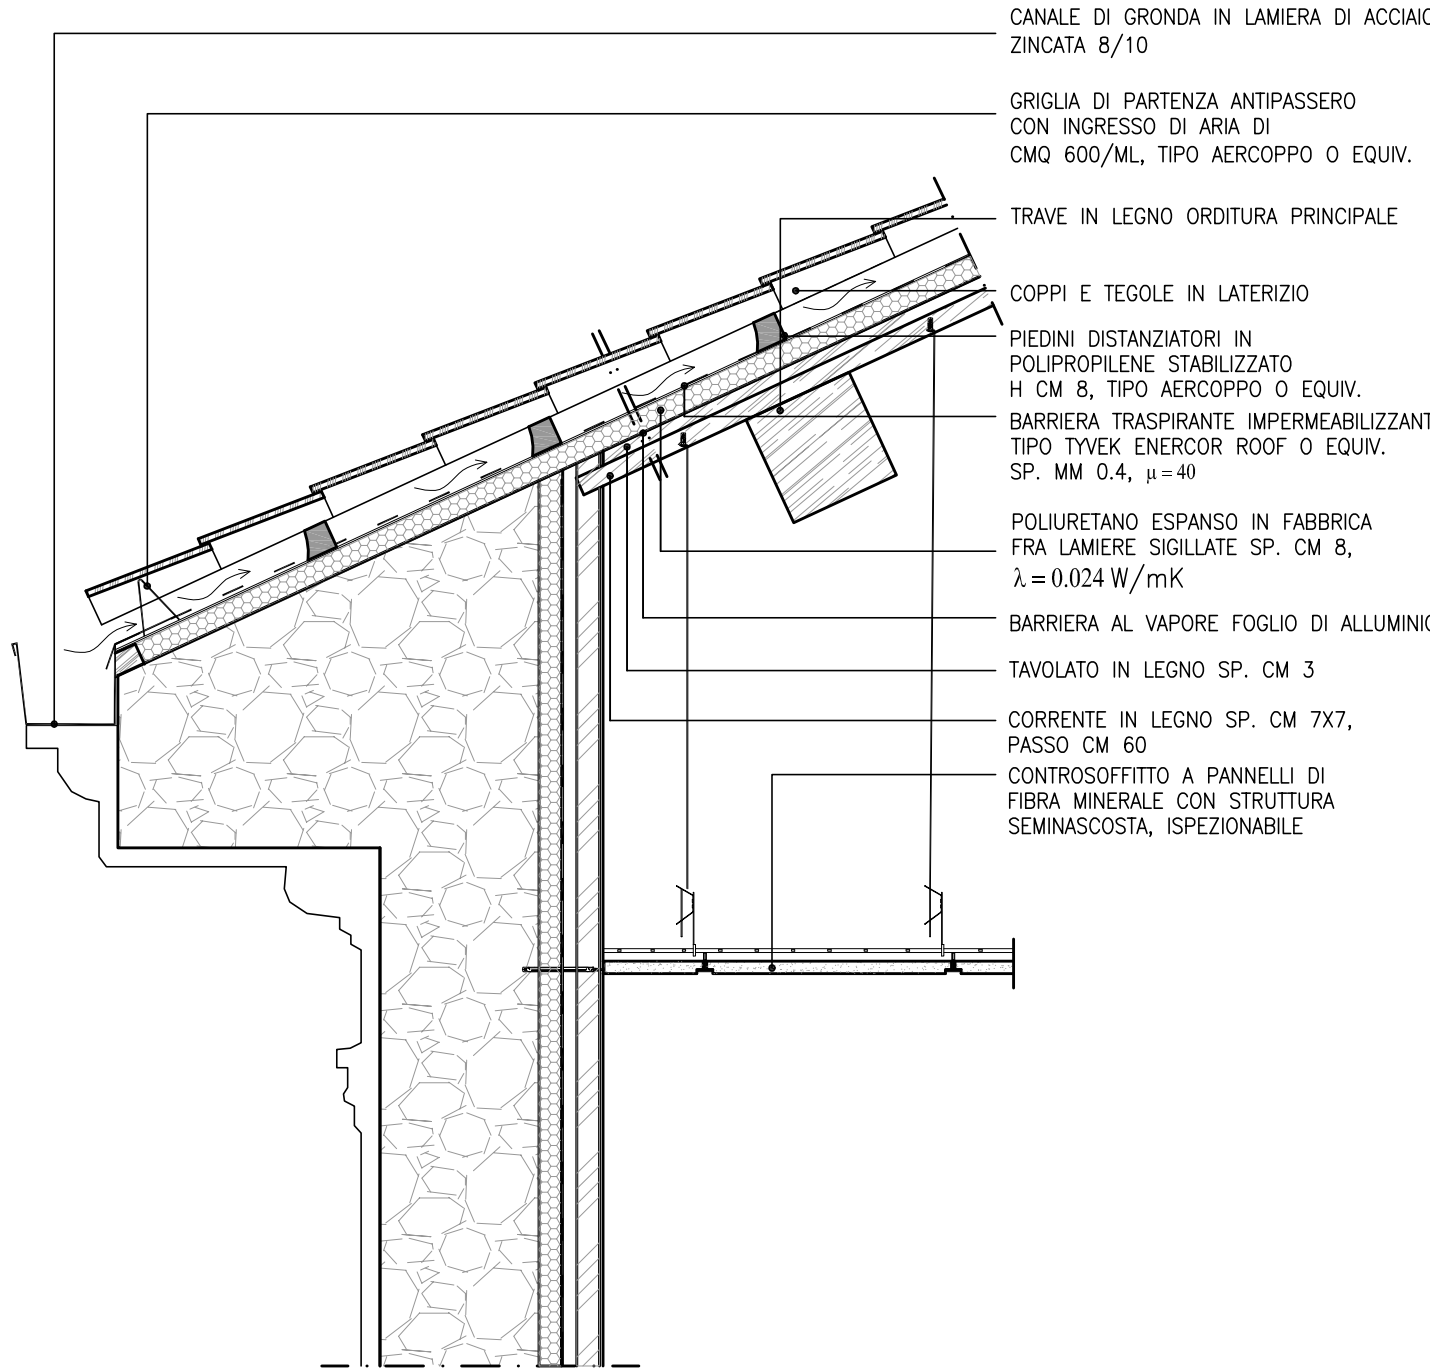 CANALE DI GRONDA IN LAMIERA DI ACCIAIO
ZINCATA 8/10
GRIGLIA DI PARTENZA ANTIPASSERO
CON INGRESSO DI ARIA DI
CMQ 600/ML, TIPO AERCOPPO O EQUIV.
TRAVE IN LEGNO ORDITURA PRINCIPALE
COPPI E TEGOLE IN LATERIZIO
PIEDINI DISTANZIATORI IN
POLIPROPILENE STABILIZZATO
H CM 8, TIPO AERCOPPO O EQUIV.
BARRIERA TRASPIRANTE IMPERMEABILIZZANT
TIPO TYVEK ENERCOR ROOF O EQUIV.
SP. MM 0.4, μ = 40
POLIURETANO ESPANSO IN FABBRICA
FRA LAMIERE SIGILLATE SP. CM 8,
λ = 0.024 W/mK
BARRIERA AL VAPORE FOGLIO DI ALLUMINIO
TAVOLATO IN LEGNO SP. CM 3
CORRENTE IN LEGNO SP. CM 7X7,
PASSO CM 60
CONTROSOFFITTO A PANNELLI DI
FIBRA MINERALE CON STRUTTURA
SEMINASCOSTA, ISPEZIONABILE